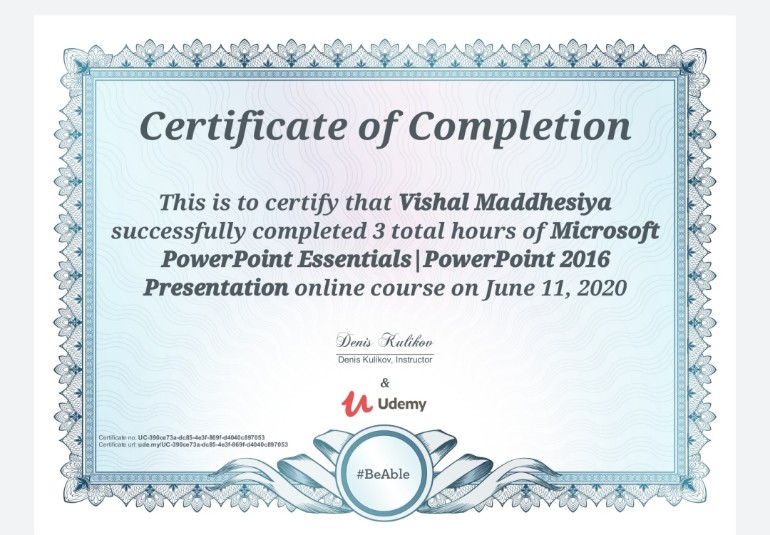 Certificate of Completion
This is to certify that Vishal Maddhesiya
successfully completed 3 total hours of Microsoft
PowerPoint Essentials|PowerPoint 2016
Presentation online course on June 11, 2020
Denis Kulikov
Denis Kulikov, Instructor
&
Udemy
Certificate no: UC-390ce73a-dc85-4e3f-869f-d4040c897053
Certificate url: ude.my/UC-390ce73a-dc85-4e3f-869f-d4040c897053
#BeAble